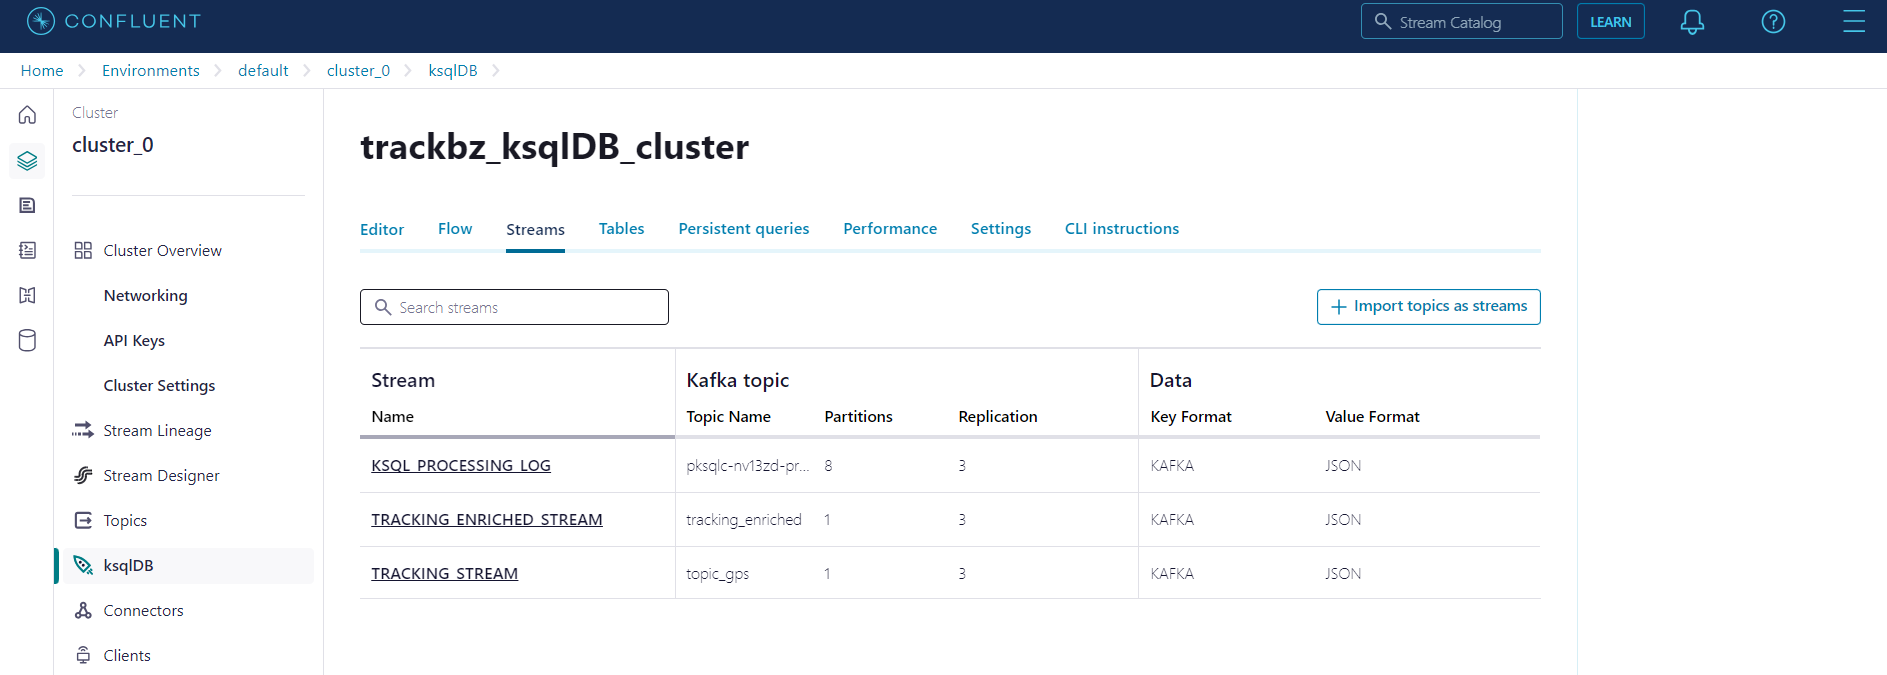 CONFLUENT
Stream Catalog
LEARN
Home
Environments
default
cluster_0
ksqlDB
Cluster
cluster_0
Cluster Overview
Networking
API Keys
Cluster Settings
Stream Lineage
Stream Designer
Topics
ksqlDB
Connectors
Clients
trackbz_ksqlDB_cluster
Editor Flow Streams Tables Persistent queries Performance Settings CLI instructions
Search streams
Import topics as streams
Stream Kafka topic Data
Name Topic Name Partitions Replication Key Format Value Format
KSQL_PROCESSING_LOG pksqlc-nv13zd-pr... 8 3 KAFKA JSON
TRACKING_ENRICHED_STREAM tracking_enriched 1 3 KAFKA JSON
TRACKING_STREAM topic_gps 1 3 KAFKA JSON